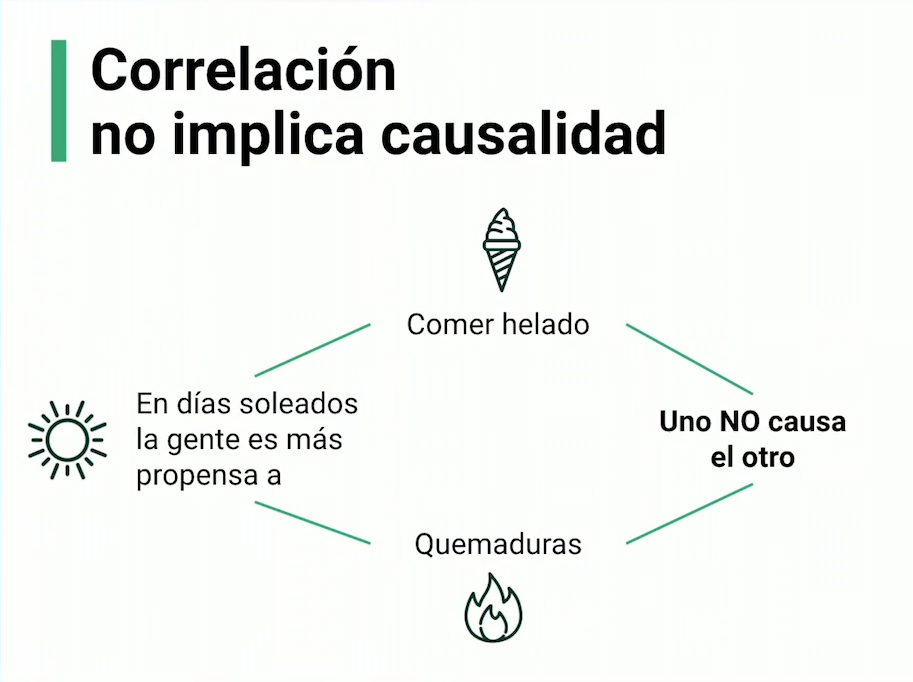 Correlación
no implica causalidad
Comer helado
En días soleados
la gente es más
propensa a
Uno NO causa
el otro
Quemaduras